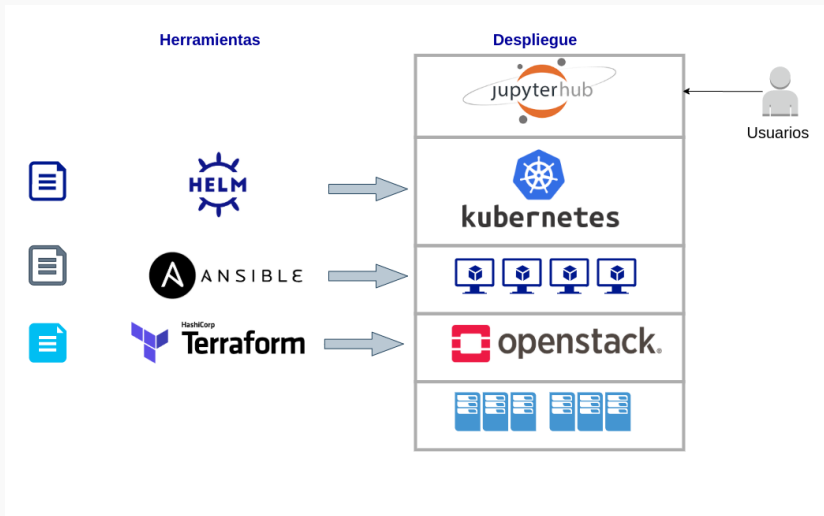 Herramientas
Despliegue
jupyterhub
Usuarios
HELM
kubernetes
ANSIBLE
HashiCorp
Terraform
openstack.